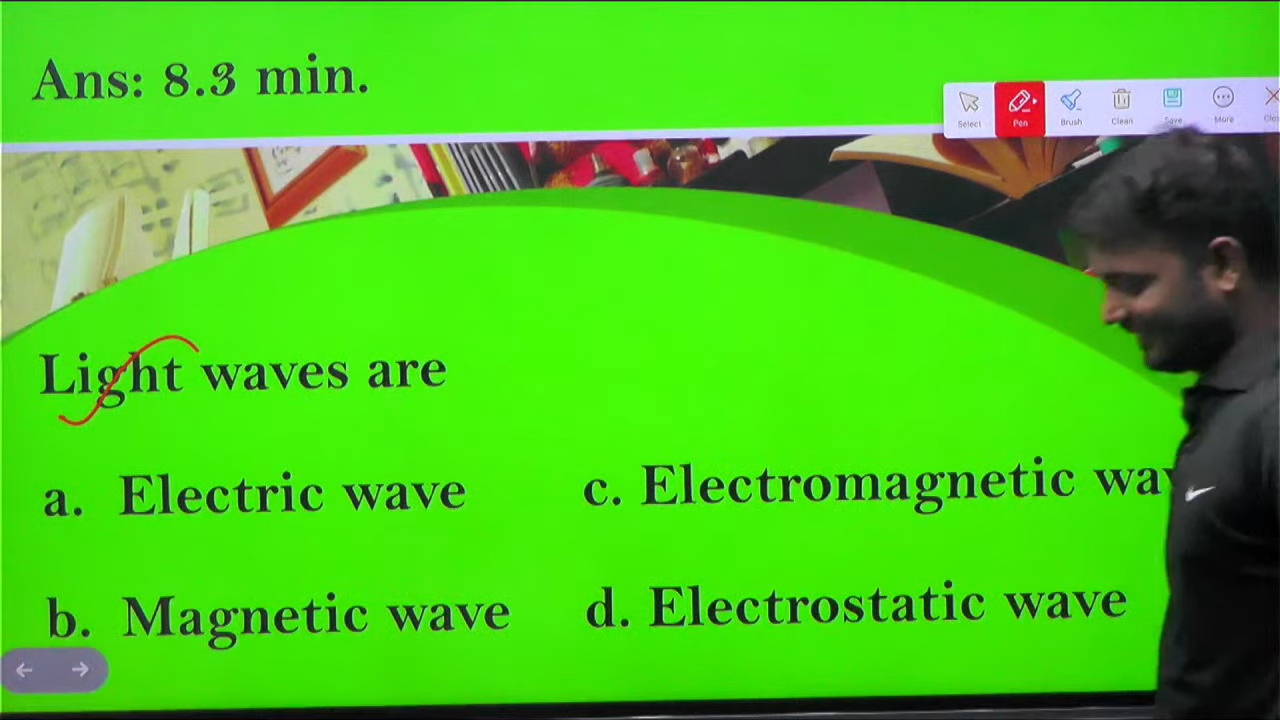 Ans: 8.3 min.
Select Pen Brush Clean Save More
Light waves are
a. Electric wave
c. Electromagnetic
b. Magnetic wave
d. Electrostatic wave